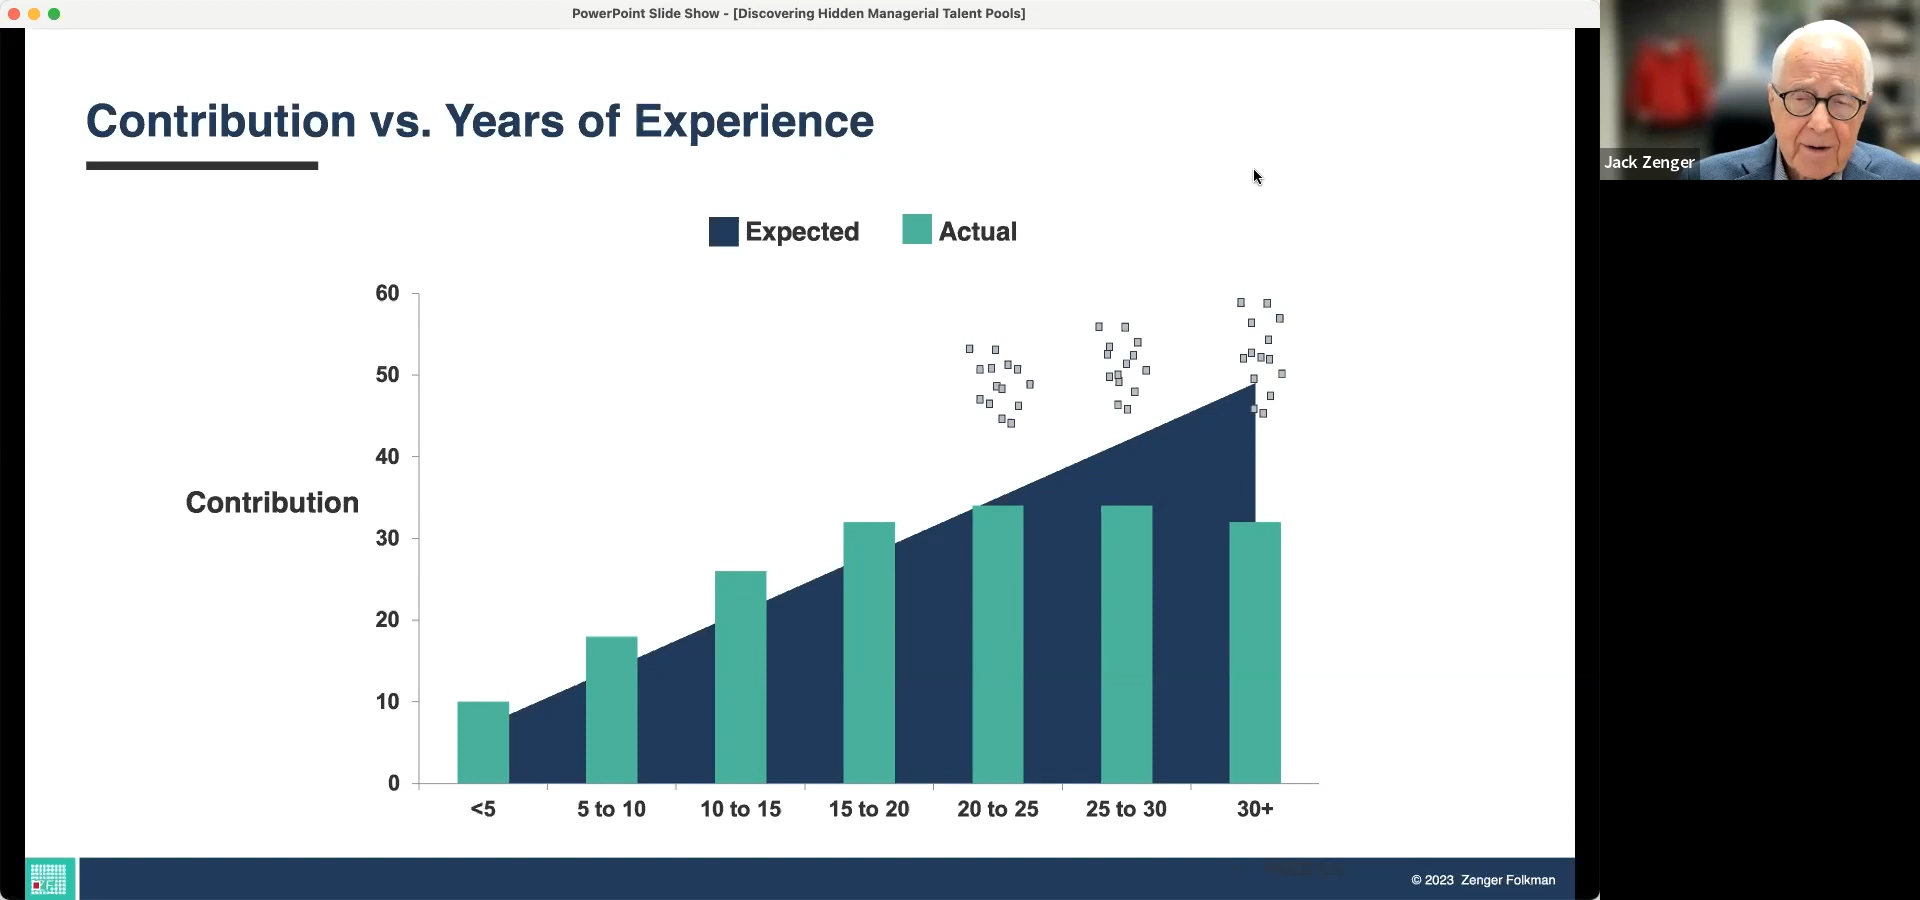 PowerPoint Slide Show - [Discovering Hidden Managerial Talent Pools]
Jack Zenger
Contribution vs. Years of Experience
Expected Actual
60
50
40
Contribution
30
20
10
0
<5 5 to 10 10 to 15 15 to 20 20 to 25 25 to 30 30+
© 2023 Zenger Folkman